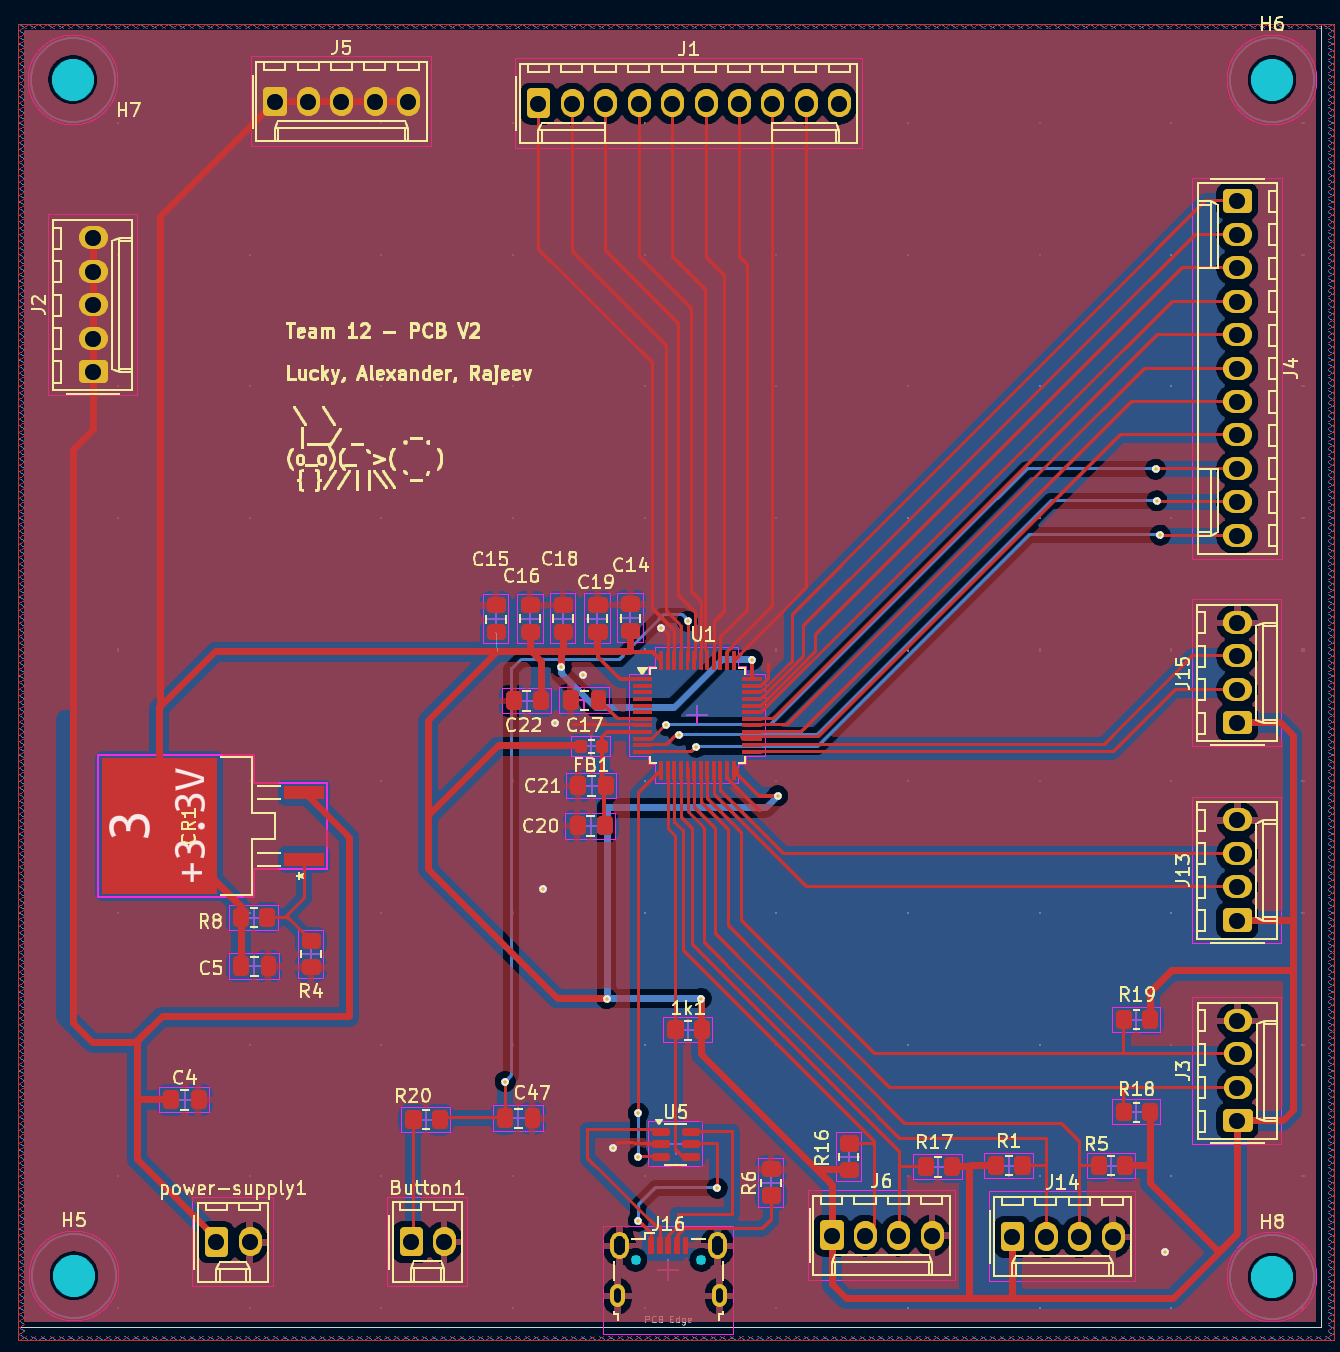 H6
J5
J1
H7
J2
J4
Team 12 - PCB V2
Lucky, Alexander, Rajeev
C15
C16
C18
C19
C14
U1
J15
C22
C17
FB1
C21
C20
3
CR1
+3.3V
*
J13
R8
C5
R4
R19
1k1
J3
C4
R20
C47
U5
R18
R16
R17
R1
R5
R6
J6
J14
power-supply1
Button1
H5
J16
H8
PCB Edge